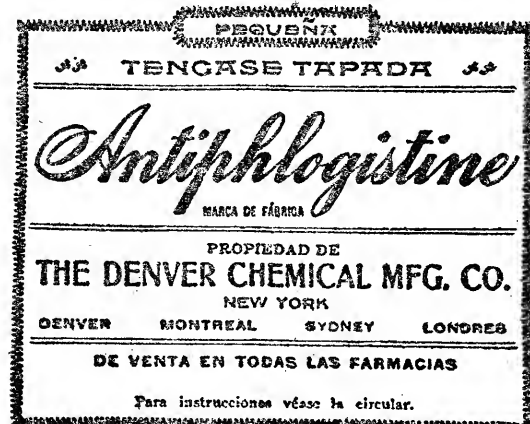 PEQUEÑA
TENGASE TAPADA
Antiphlogistine
MARCA DE FÁBRICA
PROPIEDAD DE
THE DENVER CHEMICAL MFG. CO.
NEW YORK
DENVER MONTREAL SYDNEY LONDRES
DE VENTA EN TODAS LAS FARMACIAS
Para instrucciones véase la circular.